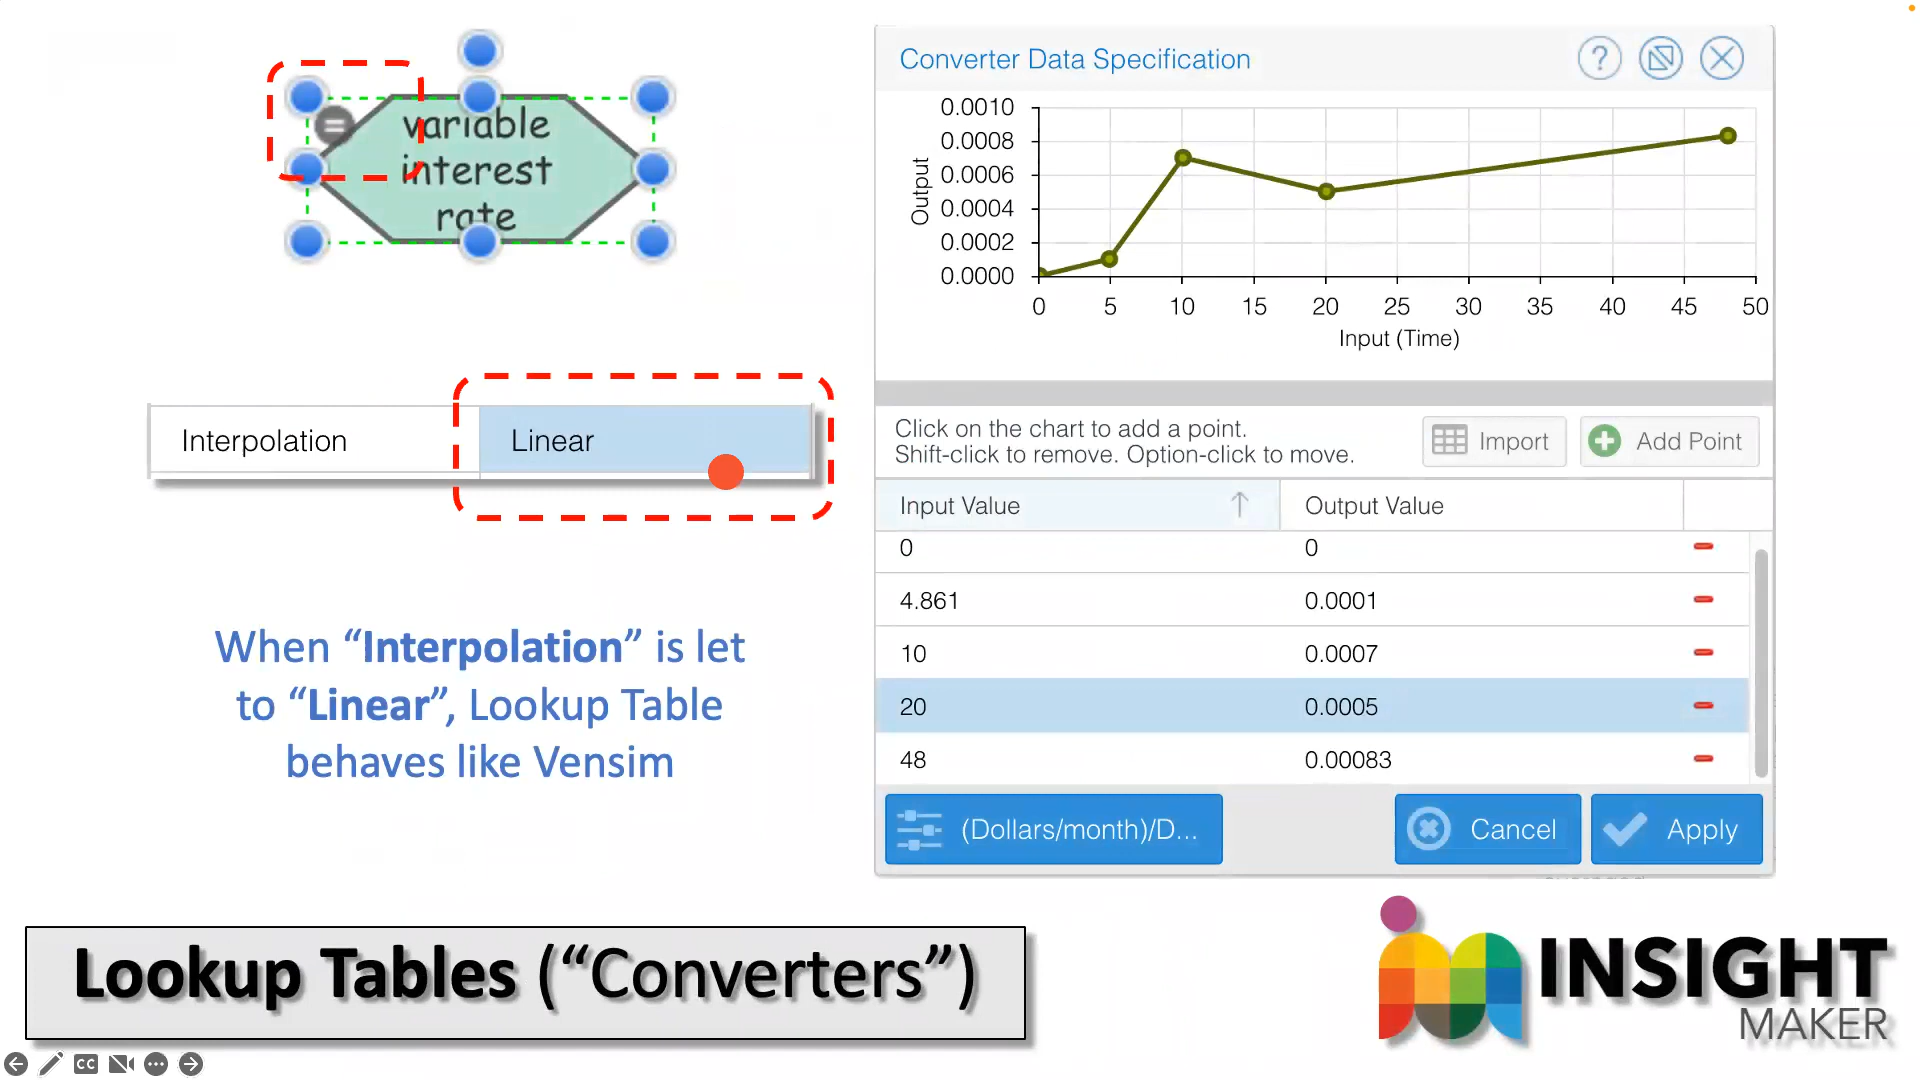 variable
interest
rate
Interpolation
Linear
When “Interpolation” is let
to “Linear”, Lookup Table
behaves like Vensim
Converter Data Specification
?
0.0010
0.0008
0.0006
0.0004
0.0002
0.0000
Output
0 5 10 15 20 25 30 35 40 45 50
Input (Time)
Click on the chart to add a point.
Shift-click to remove. Option-click to move.
Import
Add Point
Input Value Output Value
0 0
4.861 0.0001
10 0.0007
20 0.0005
48 0.00083
(Dollars/month)/D...
Cancel
Apply
Lookup Tables (“Converters”)
INSIGHT
MAKER
CC